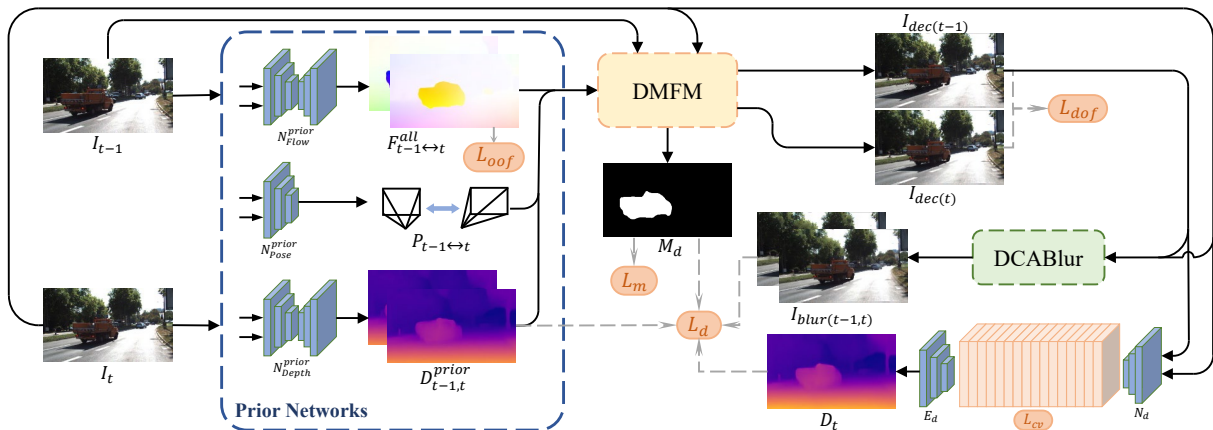 I_{t-1}
I_t
N_{Flow}^{prior}
F_{t-1↔t}^{all}
L_{oof}
N_{Pose}^{prior}
P_{t-1↔t}
N_{Depth}^{prior}
D_{t-1,t}^{prior}
Prior Networks
DMFM
M_d
L_m
L_d
I_{dec(t-1)}
I_{dec(t)}
L_{dof}
DCABlur
I_{blur(t-1,t)}
D_t
E_d
L_{cv}
N_d